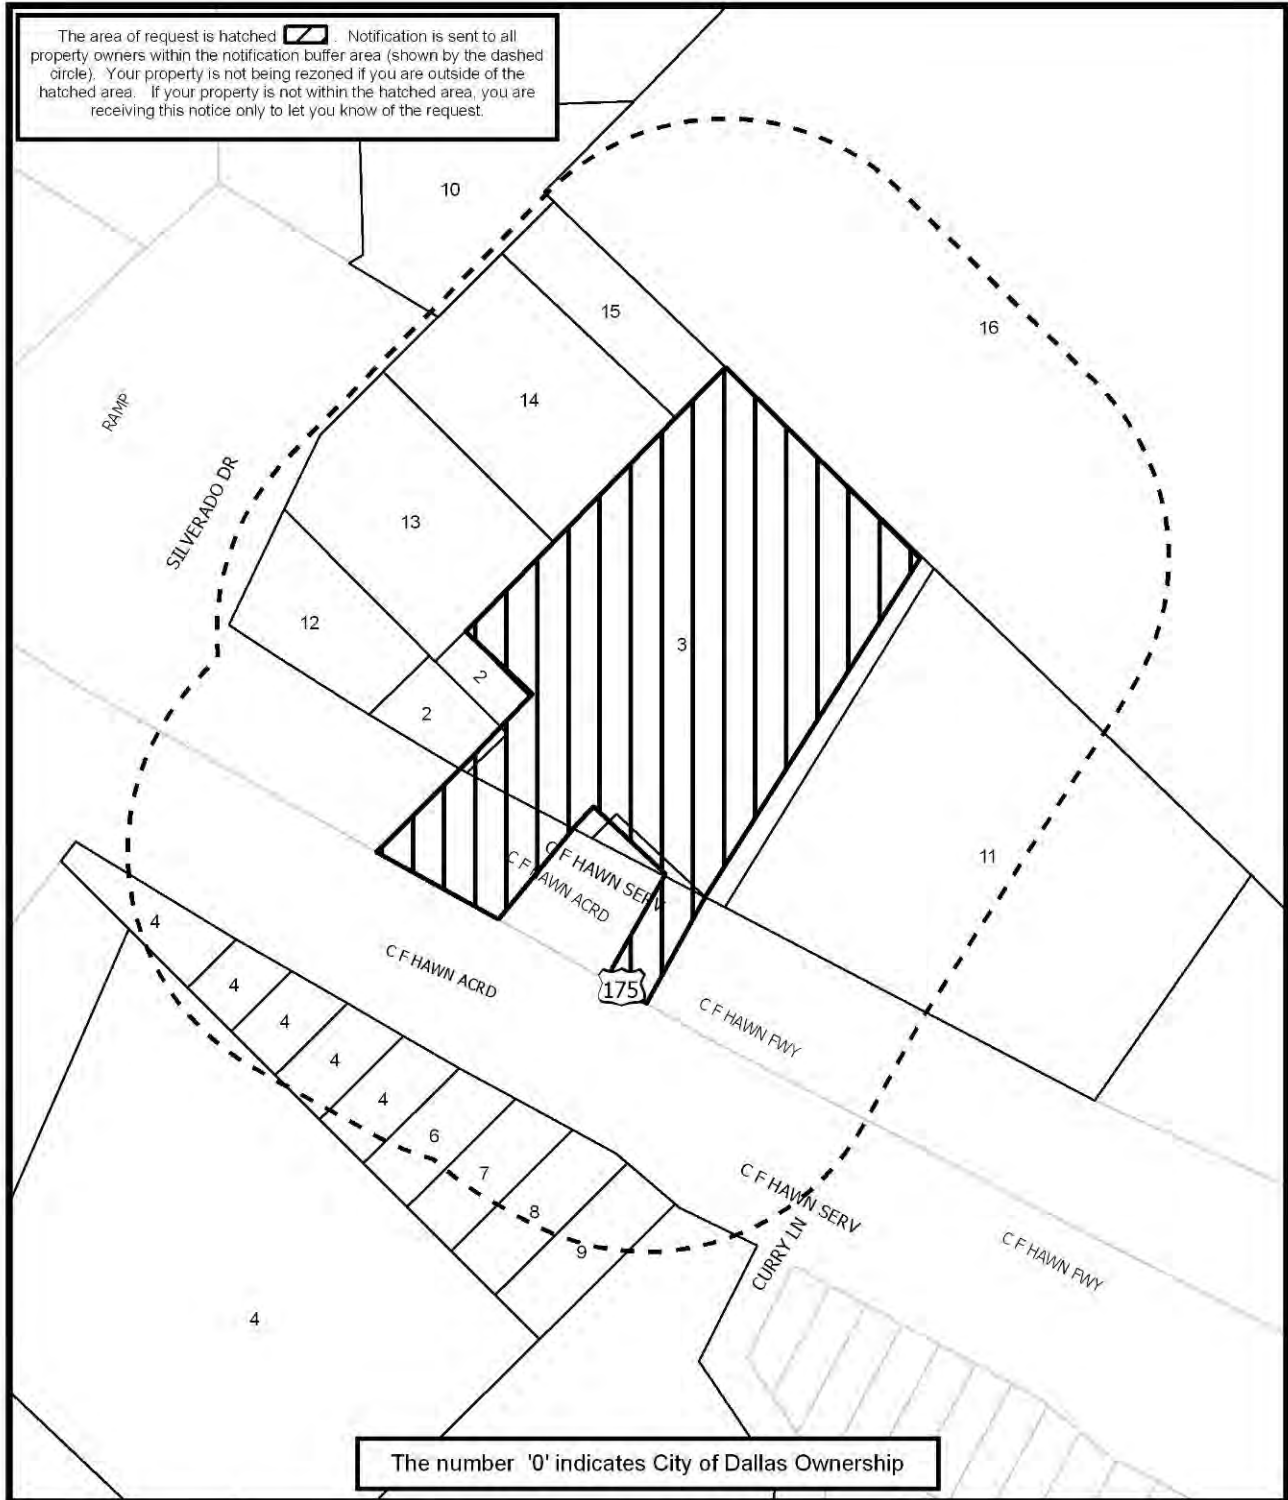 The area of request is hatched . Notification is sent to all
property owners within the notification buffer area (shown by the dashed
circle). Your property is not being rezoned if you are outside of the
hatched area. If your property is not within the hatched area, you are
receiving this notice only to let you know of the request.
10
15
16
RAMP
14
SILVERADO DR
13
12
3
2
2
11
C F HAWN SERV
C F HAWN ACRD
4
C F HAWN ACRD
175
4
C F HAWN FWY
4
4
4
6
7
C F HAWN SERV
8
9
CURRY LN
C F HAWN FWY
4
The number '0' indicates City of Dallas Ownership